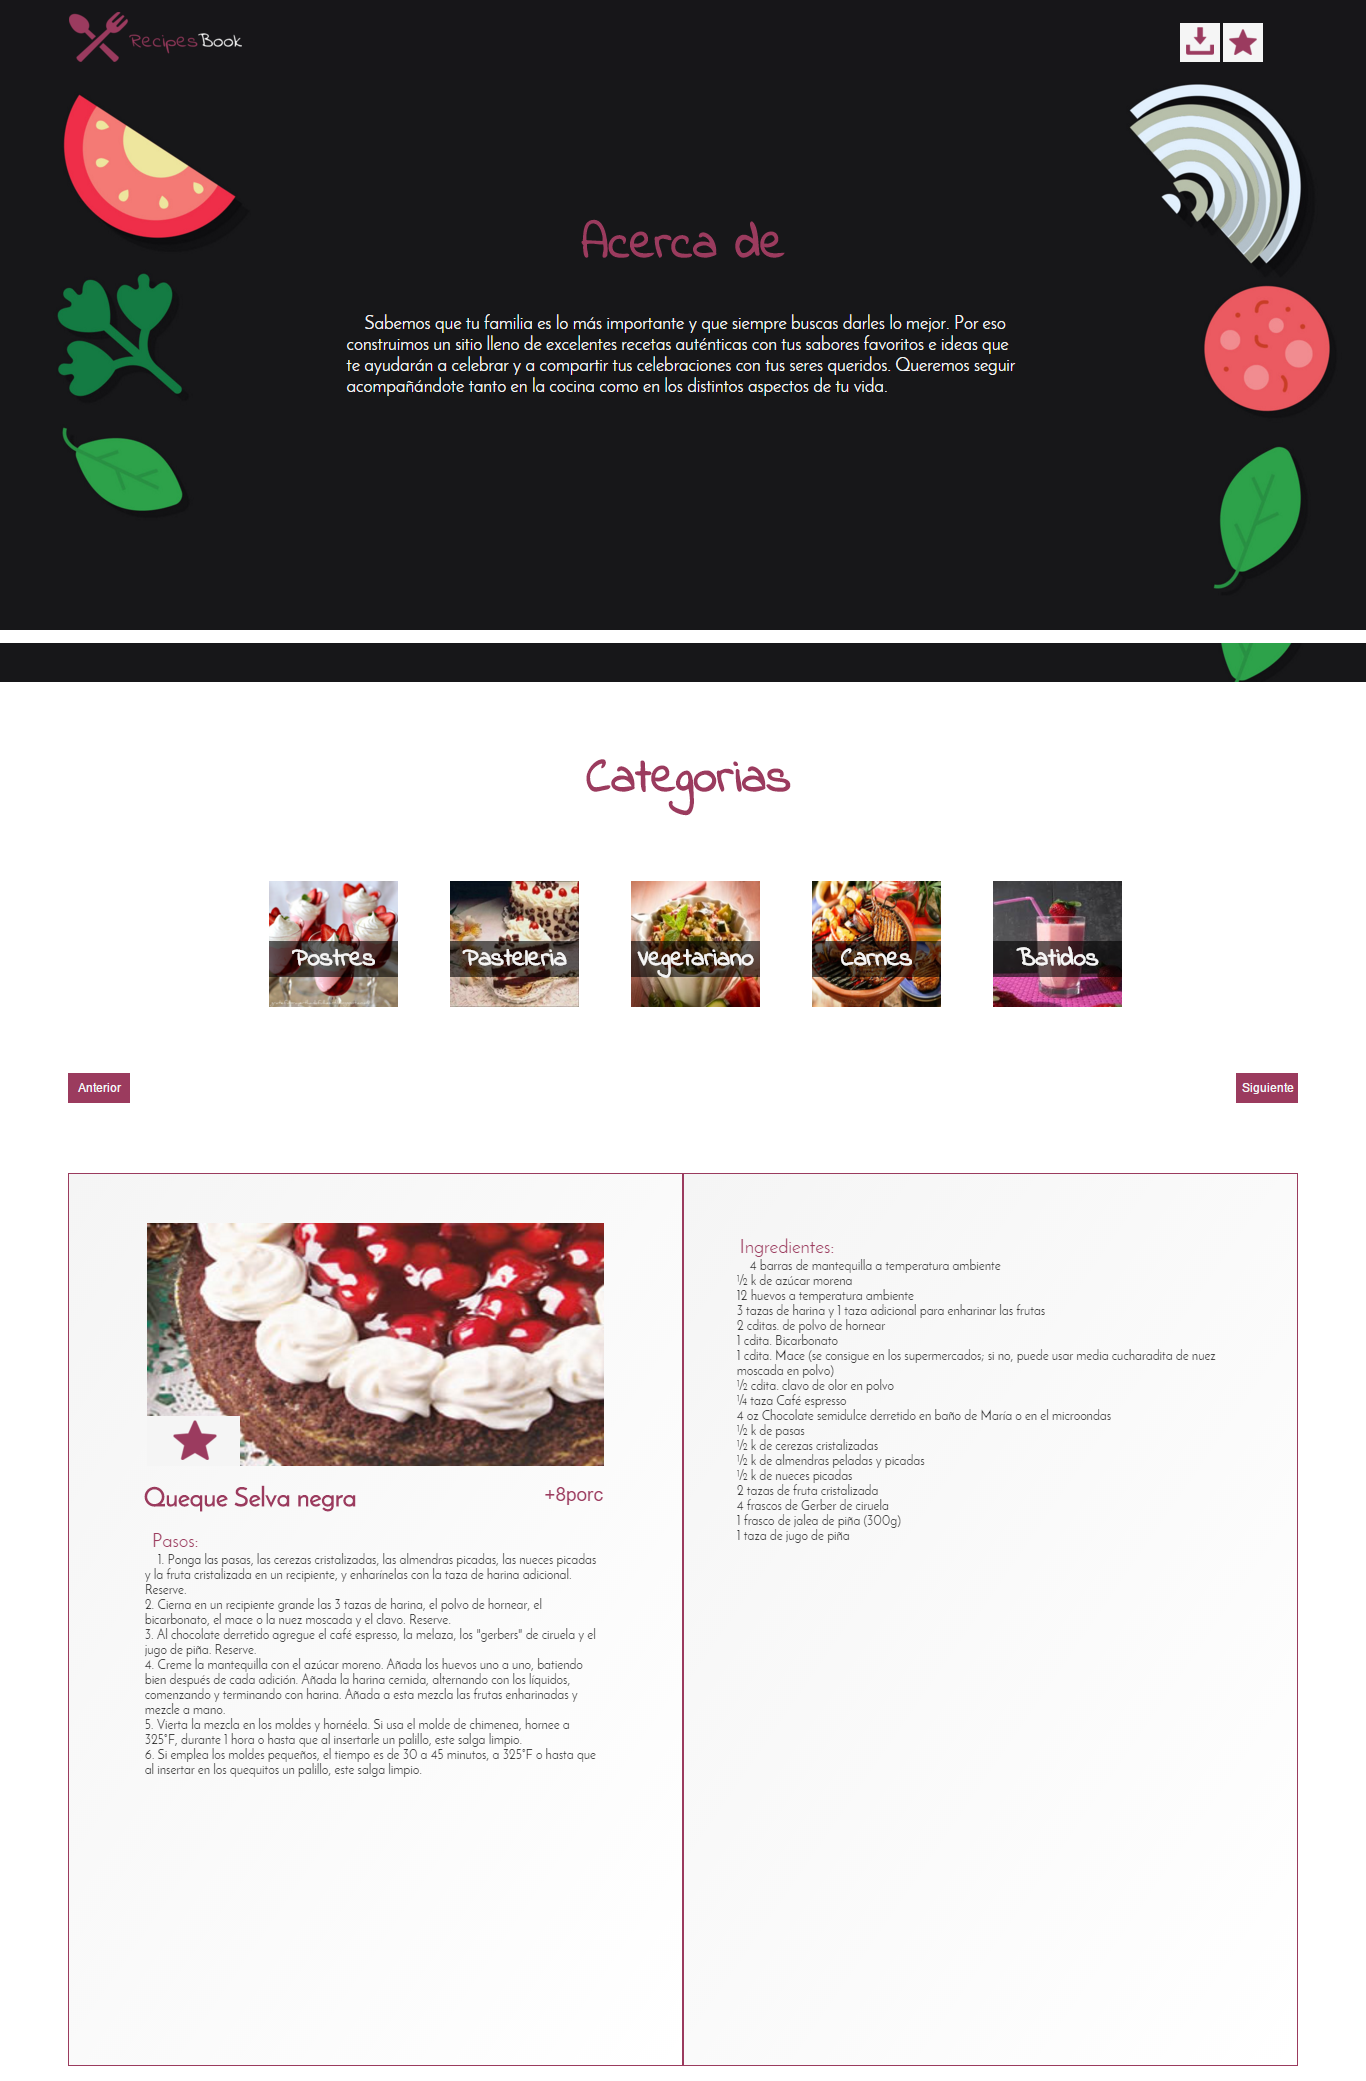 RecipesBook
Acerca de
Sabemos que tu familia es lo más importante y que siempre buscas darles lo mejor. Por eso
construimos un sitio lleno de excelentes recetas auténticas con tus sabores favoritos e ideas que
te ayudarán a celebrar y a compartir tus celebraciones con tus seres queridos. Queremos seguir
acompañándote tanto en la cocina como en los distintos aspectos de tu vida.
Categorias
Postres
Pasteleria
Vegetariano
Carnes
Batidos
Anterior
Siguiente
Queque Selva negra
+8porc
Pasos:
1. Ponga las pasas, las cerezas cristalizadas, las almendras picadas, las nueces picadas
y la fruta cristalizada en un recipiente, y enharínelas con la taza de harina adicional.
Reserve.
2. Cierna en un recipiente grande las 3 tazas de harina, el polvo de hornear, el
bicarbonato, el mace o la nuez moscada y el clavo. Reserve.
3. Al chocolate derretido agregue el café espresso, la melaza, los "gerbers" de ciruela y el
jugo de piña. Reserve.
4. Creme la mantequilla con el azúcar moreno. Añada los huevos uno a uno, batiendo
bien después de cada adición. Añada la harina cernida, alternando con los líquidos,
comenzando y terminando con harina. Añada a esta mezcla las frutas enharinadas y
mezcle a mano.
5. Vierta la mezcla en los moldes y hornéela. Si usa el molde de chimenea, hornee a
325°F, durante 1 hora o hasta que al insertarle un palillo, este salga limpio.
6. Si emplea los moldes pequeños, el tiempo es de 30 a 45 minutos, a 325°F o hasta que
al insertar en los quequitos un palillo, este salga limpio.
Ingredientes:
4 barras de mantequilla a temperatura ambiente
½ k de azúcar morena
12 huevos a temperatura ambiente
3 tazas de harina y 1 taza adicional para enharinar las frutas
2 cditas. de polvo de hornear
1 cdita. Bicarbonato
1 cdita. Mace (se consigue en los supermercados; si no, puede usar media cucharadita de nuez
moscada en polvo)
½ cdita. clavo de olor en polvo
¼ taza Café espresso
4 oz Chocolate semidulce derretido en baño de María o en el microondas
½ k de pasas
½ k de cerezas cristalizadas
½ k de almendras peladas y picadas
½ k de nueces picadas
2 tazas de fruta cristalizada
4 frascos de Gerber de ciruela
1 frasco de jalea de piña (300g)
1 taza de jugo de piña